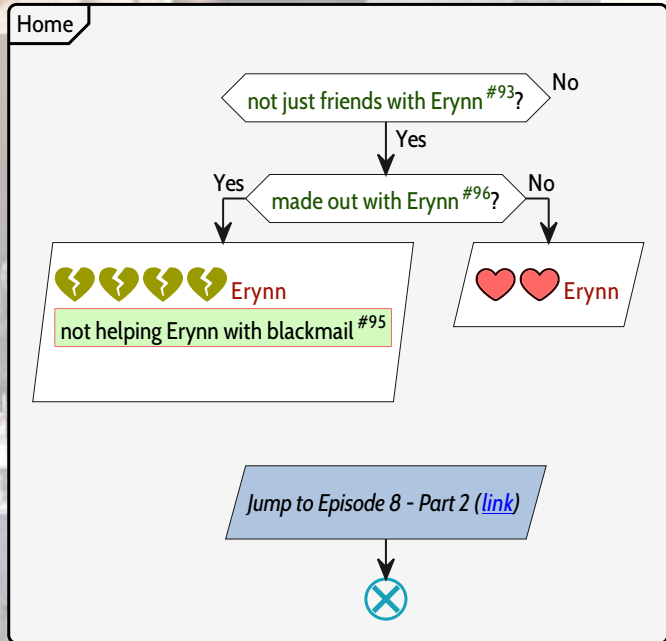 Home
not just friends with Erynn #93?
No
Yes
Yes
made out with Erynn #96?
No
Erynn
Erynn
not helping Erynn with blackmail #95
Jump to Episode 8 - Part 2 (link)